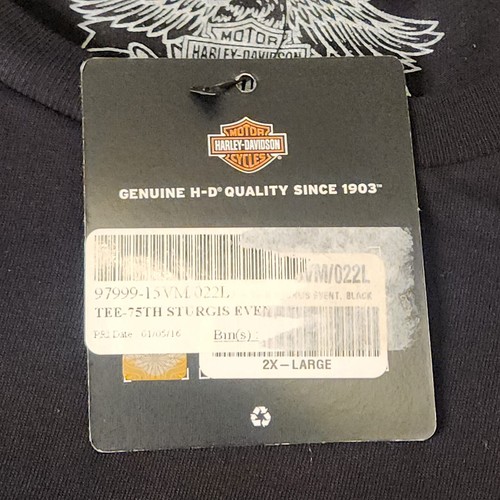 MOTOR
HARLEY-DAVIDSON
MOTOR
HARLEY-DAVIDSON
CYCLES
GENUINE H-D® QUALITY SINCE 1903™
97999-15VM/022L
TEE-75TH STURGIS EVEN
Date: 01/05/16
Bin(s):
VM/022L
EVENT, BLACK
2X-LARGE